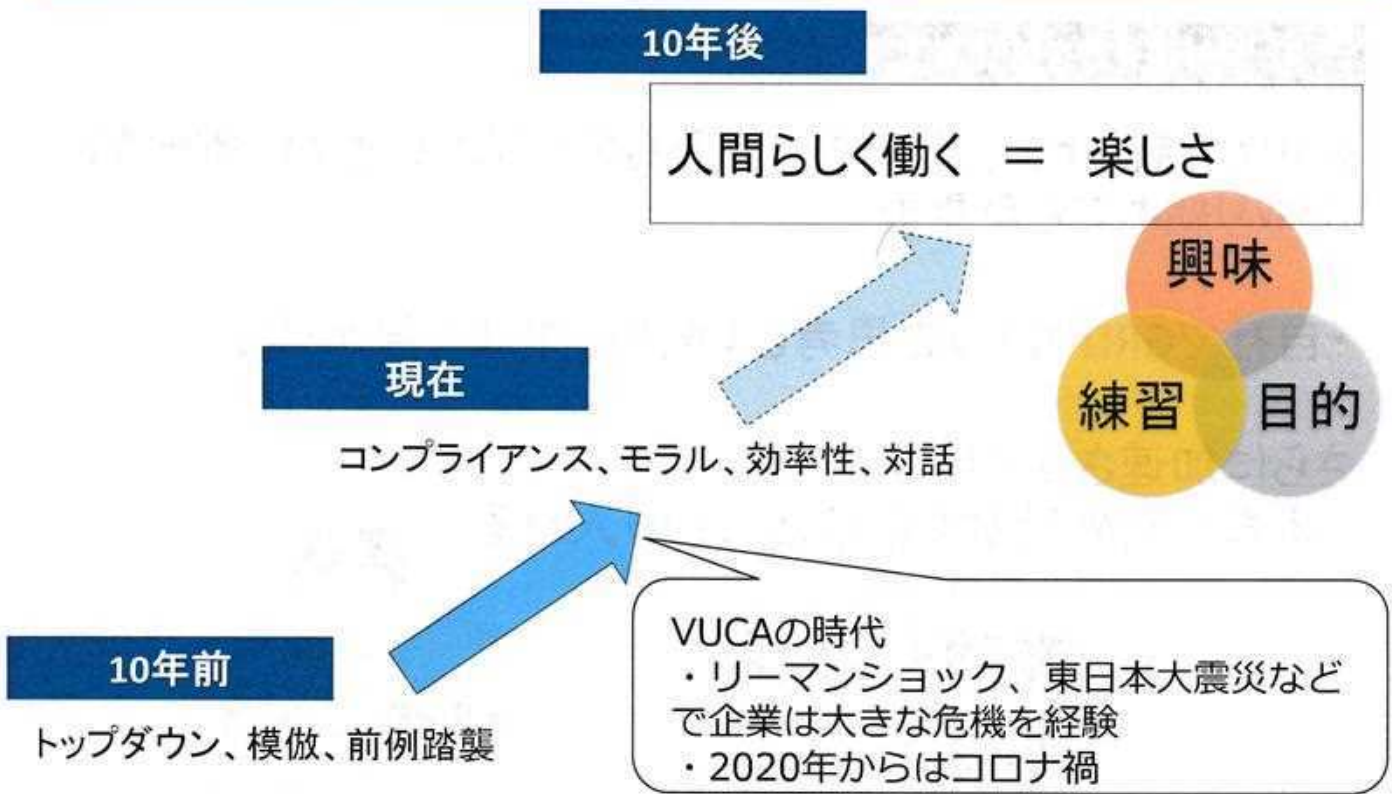 10年後
人間らしく働く ＝ 楽しさ
興味
練習
目的
現在
コンプライアンス、モラル、効率性、対話
10年前
トップダウン、模倣、前例踏襲
VUCAの時代
・リーマンショック、東日本大震災など
で企業は大きな危機を経験
・2020年からはコロナ禍